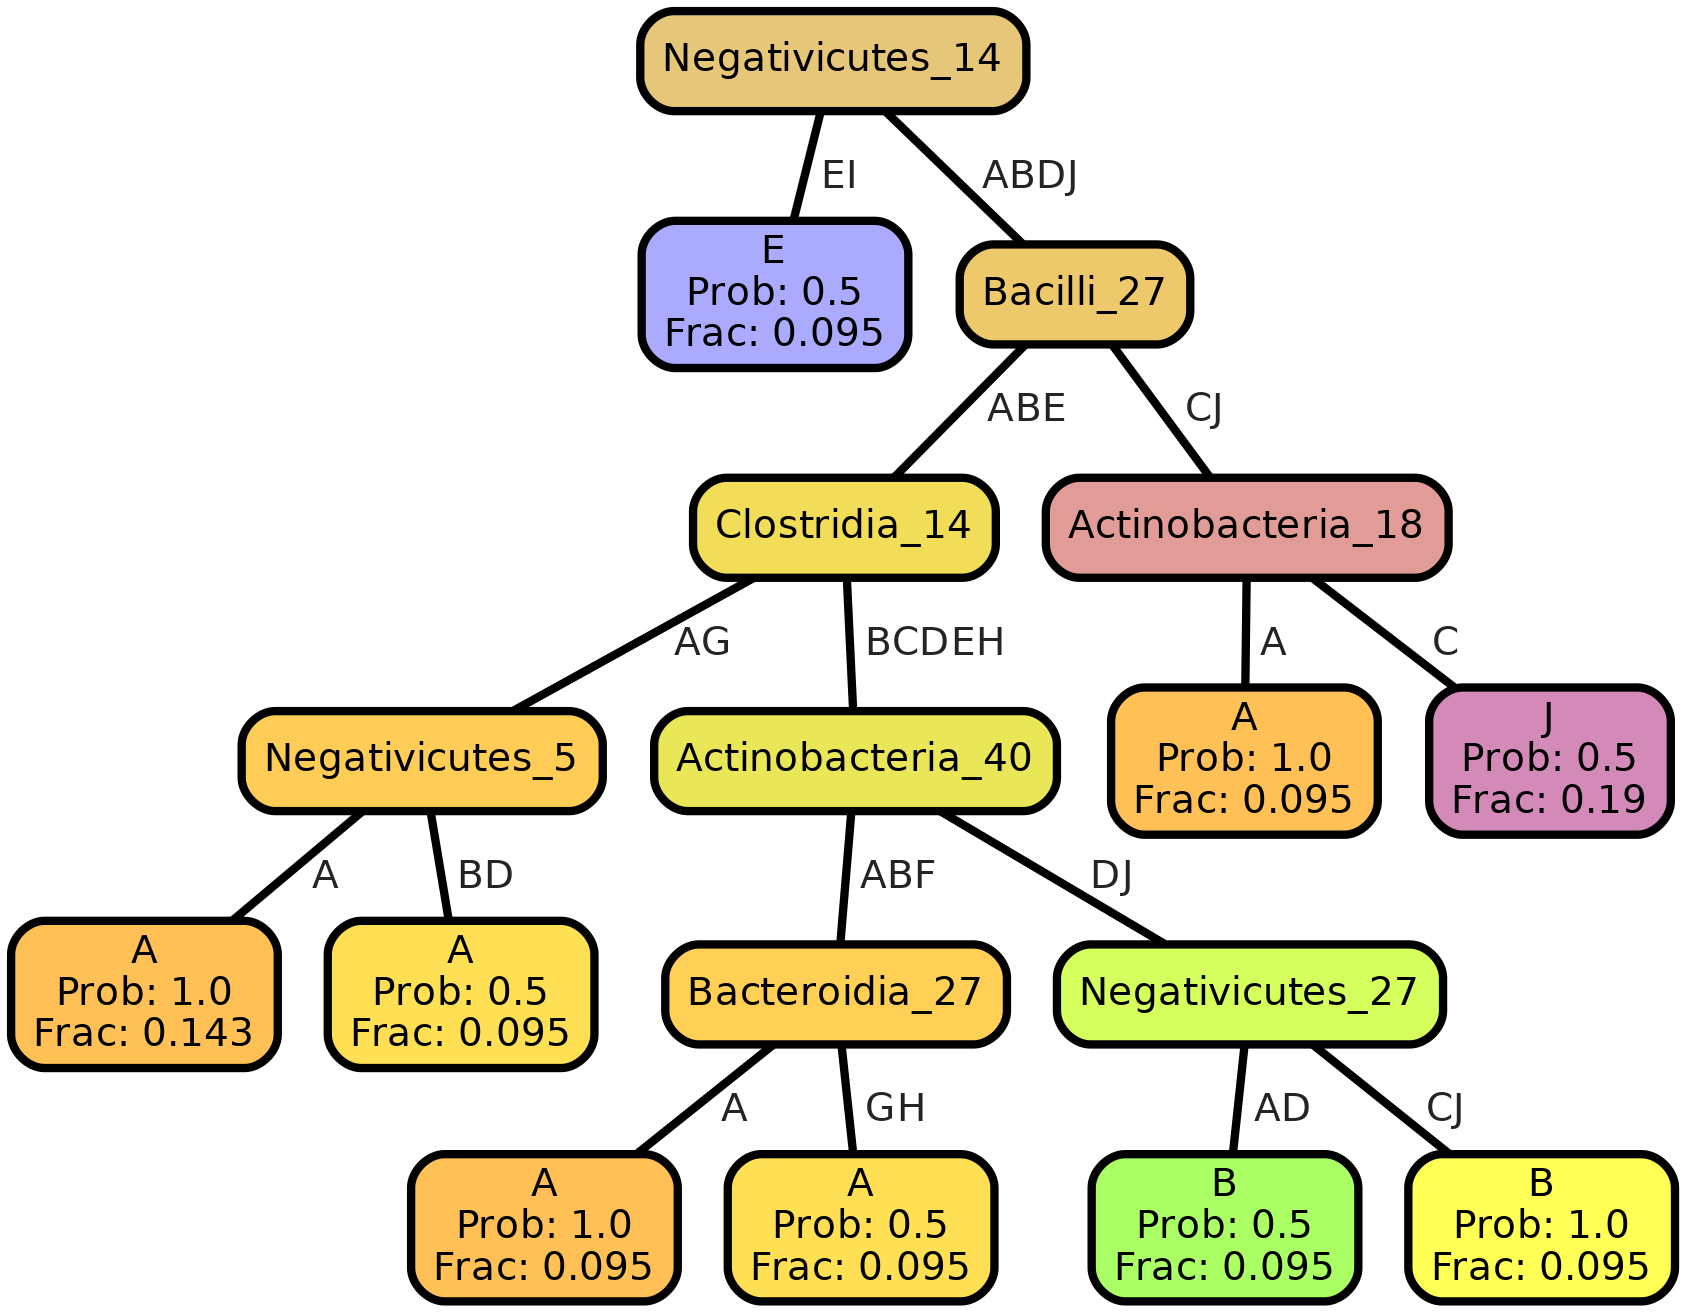 Negativicutes_14
EI
ABDJ
E
Prob: 0.5
Frac: 0.095
Bacilli_27
ABE
CJ
Clostridia_14
Actinobacteria_18
AG
BCDEH
A
C
Negativicutes_5
Actinobacteria_40
A
Prob: 1.0
Frac: 0.095
J
Prob: 0.5
Frac: 0.19
A
BD
ABF
DJ
A
Prob: 1.0
Frac: 0.143
A
Prob: 0.5
Frac: 0.095
Bacteroidia_27
Negativicutes_27
A
GH
AD
CJ
A
Prob: 1.0
Frac: 0.095
A
Prob: 0.5
Frac: 0.095
B
Prob: 0.5
Frac: 0.095
B
Prob: 1.0
Frac: 0.095